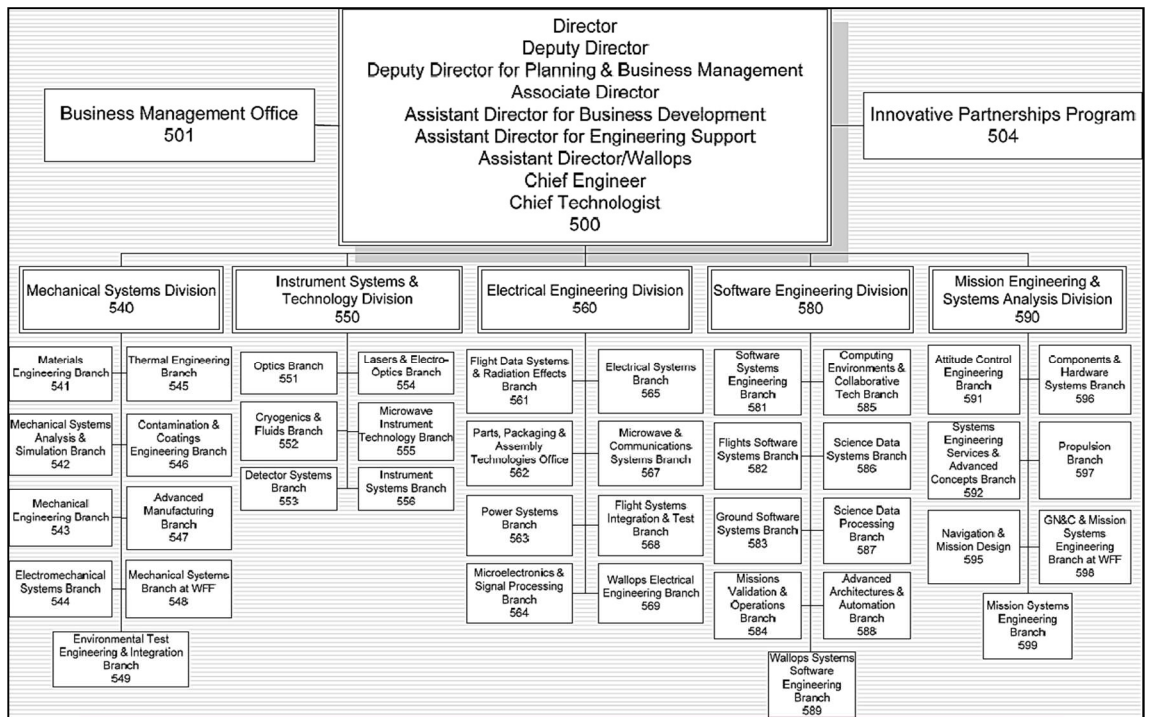 Director
Deputy Director
Deputy Director for Planning & Business Management
Associate Director
Assistant Director for Business Development
Assistant Director for Engineering Support
Assistant Director/Wallops
Chief Engineer
Chief Technologist
500
Business Management Office
501
Innovative Partnerships Program
504
Mechanical Systems Division
540
Instrument Systems &
Technology Division
550
Electrical Engineering Division
560
Software Engineering Division
580
Mission Engineering &
Systems Analysis Division
590
Materials
Engineering Branch
541
Thermal Engineering
Branch
545
Mechanical Systems
Analysis &
Simulation Branch
542
Contamination &
Coatings
Engineering Branch
546
Mechanical
Engineering Branch
543
Advanced
Manufacturing
Branch
547
Electromechanical
Systems Branch
544
Mechanical Systems
Branch at WFF
548
Environmental Test
Engineering & Integration
Branch
549
Optics Branch
551
Lasers & Electro-
Optics Branch
554
Cryogenics &
Fluids Branch
552
Microwave
Instrument
Technology Branch
555
Detector Systems
Branch
553
Instrument
Systems Branch
556
Flight Data Systems
& Radiation Effects
Branch
561
Electrical Systems
Branch
565
Parts, Packaging &
Assembly
Technologies Office
562
Microwave &
Communications
Systems Branch
567
Power Systems
Branch
563
Flight Systems
Integration & Test
Branch
568
Microelectronics &
Signal Processing
Branch
564
Wallops Electrical
Engineering Branch
569
Software
Systems
Engineering
Branch
581
Computing
Environments &
Collaborative
Tech Branch
585
Flights Software
Systems Branch
582
Science Data
Systems Branch
586
Ground Software
Systems Branch
583
Science Data
Processing
Branch
587
Missions
Validation &
Operations
Branch
584
Advanced
Architectures &
Automation
Branch
588
Wallops Systems
Software
Engineering
Branch
589
Attitude Control
Engineering
Branch
591
Components &
Hardware
Systems Branch
596
Systems
Engineering
Services &
Advanced
Concepts Branch
592
Propulsion
Branch
597
Navigation &
Mission Design
595
GN&C & Mission
Systems
Engineering
Branch at WFF
598
Mission Systems
Engineering
Branch
599